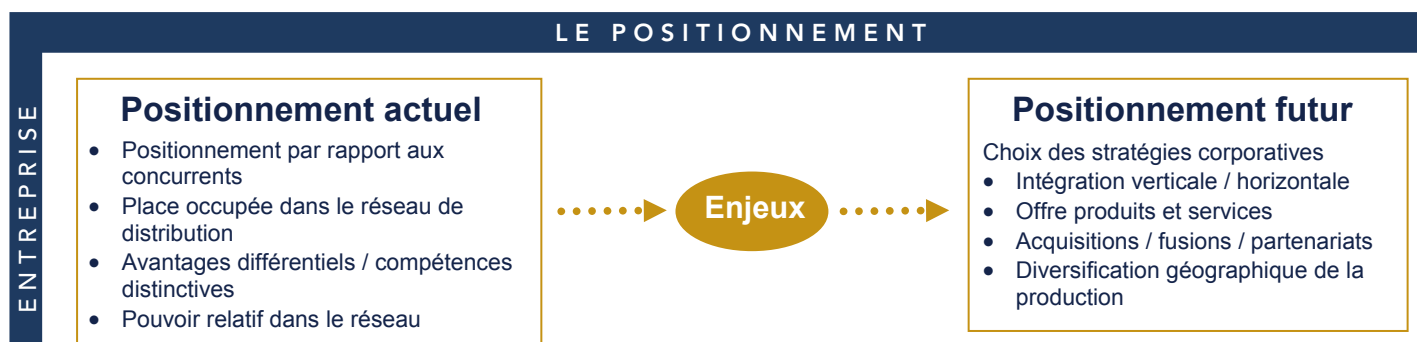 LE POSITIONNEMENT
ENTREPRISE
Positionnement actuel
• Positionnement par rapport aux
concurrents
• Place occupée dans le réseau de
distribution
• Avantages différentiels / compétences
distinctives
• Pouvoir relatif dans le réseau
Enjeux
Positionnement futur
Choix des stratégies corporatives
• Intégration verticale / horizontale
• Offre produits et services
• Acquisitions / fusions / partenariats
• Diversification géographique de la
production